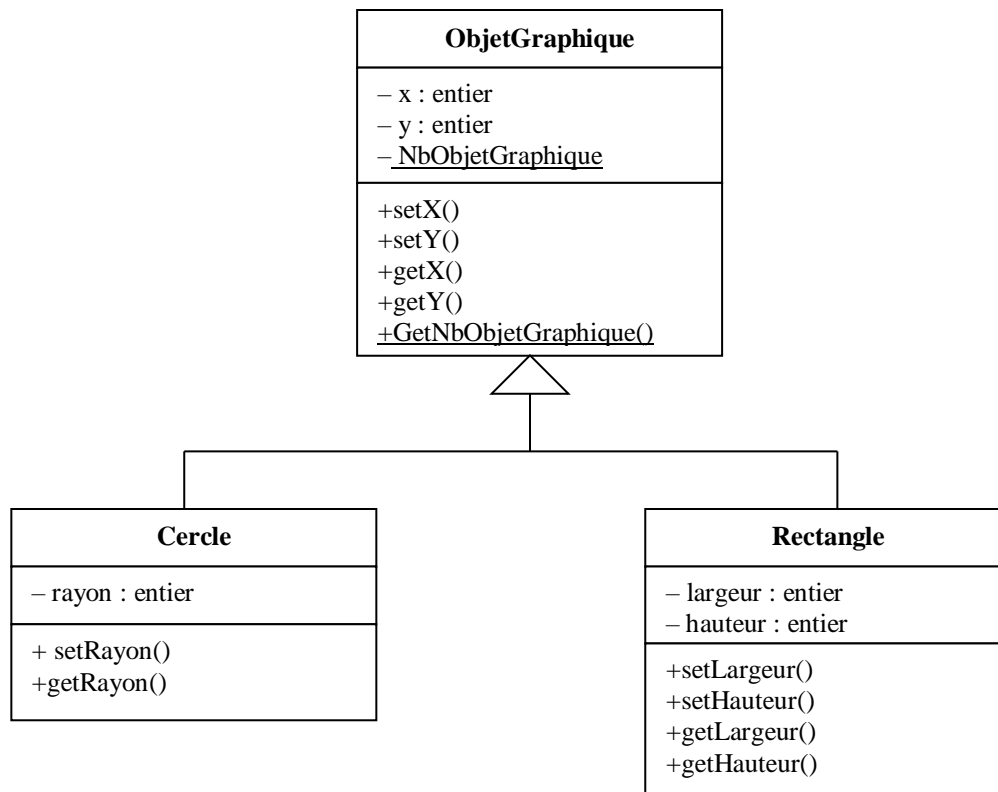 ObjetGraphique
– x : entier
– y : entier
– NbObjetGraphique
+setX()
+setY()
+getX()
+getY()
+GetNbObjetGraphique()
Cercle
– rayon : entier
+ setRayon()
+getRayon()
Rectangle
– largeur : entier
– hauteur : entier
+setLargeur()
+setHauteur()
+getLargeur()
+getHauteur()